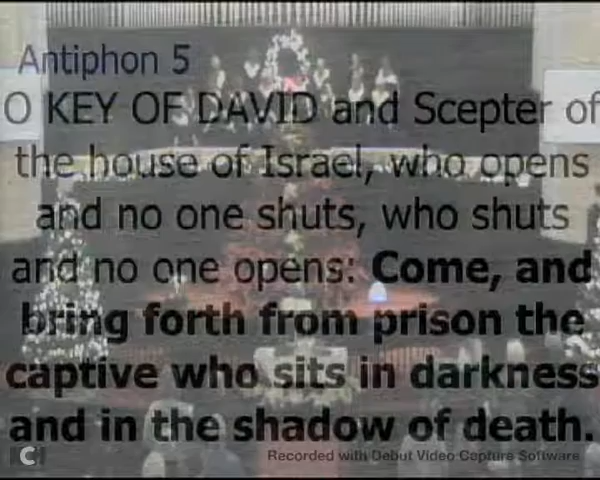 Antiphon 5
O KEY OF DAVID and Scepter of
the house of Israel, who opens
and no one shuts, who shuts
and no one opens: Come, and
bring forth from prison the
captive who sits in darkness
and in the shadow of death.
C
Recorded with Debut Video Capture Software